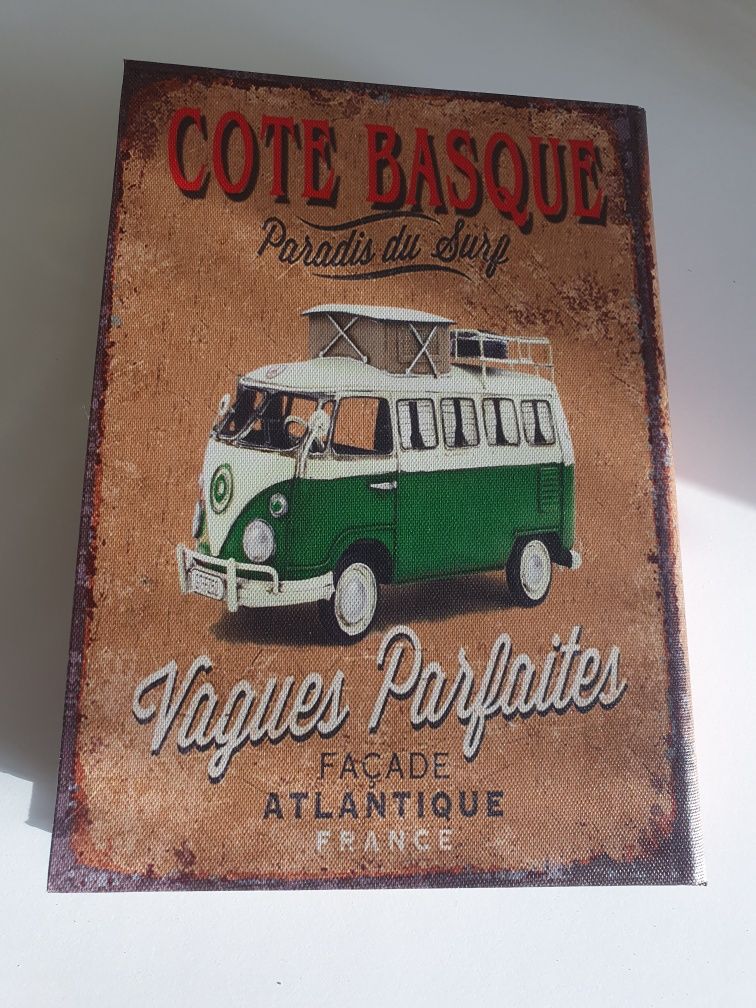 COTE BASQUE
Paradis du Surf
Vagues Parfaites
FAÇADE
ATLANTIQUE
FRANCE